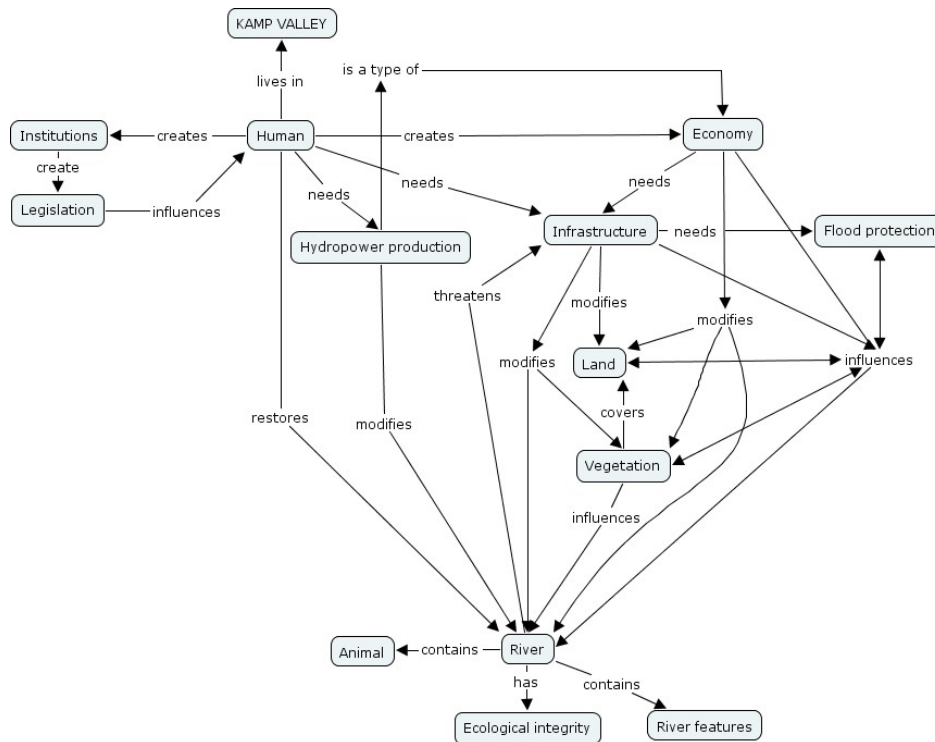 KAMP VALLEY
lives in
is a type of
Institutions
creates
Human
creates
Economy
create
needs
needs
needs
Legislation
influences
Hydropower production
Infrastructure
needs
Flood protection
threatens
modifies
modifies
modifies
Land
influences
restores
modifies
covers
Vegetation
influences
Animal
contains
River
has
contains
Ecological integrity
River features